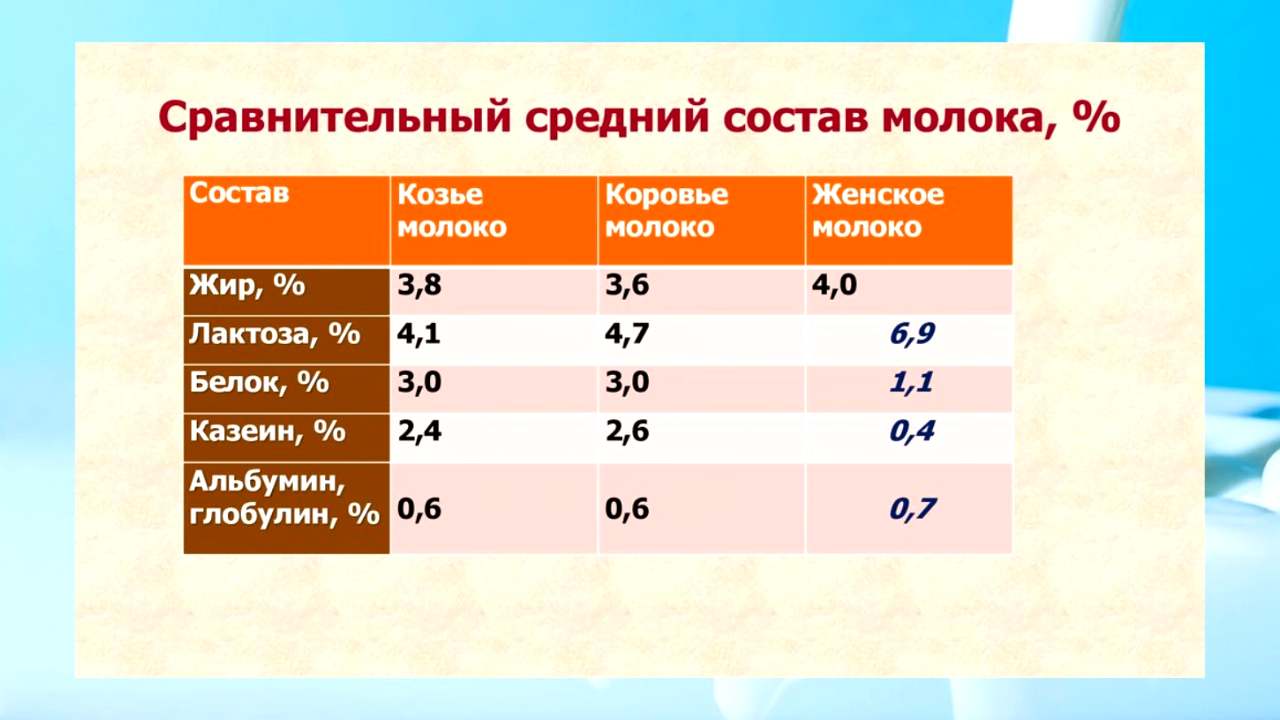 Сравнительный средний состав молока, %
Состав Козье молоко Коровье молоко Женское молоко
Жир, % 3,8 3,6 4,0
Лактоза, % 4,1 4,7 6,9
Белок, % 3,0 3,0 1,1
Казеин, % 2,4 2,6 0,4
Альбумин, глобулин, % 0,6 0,6 0,7